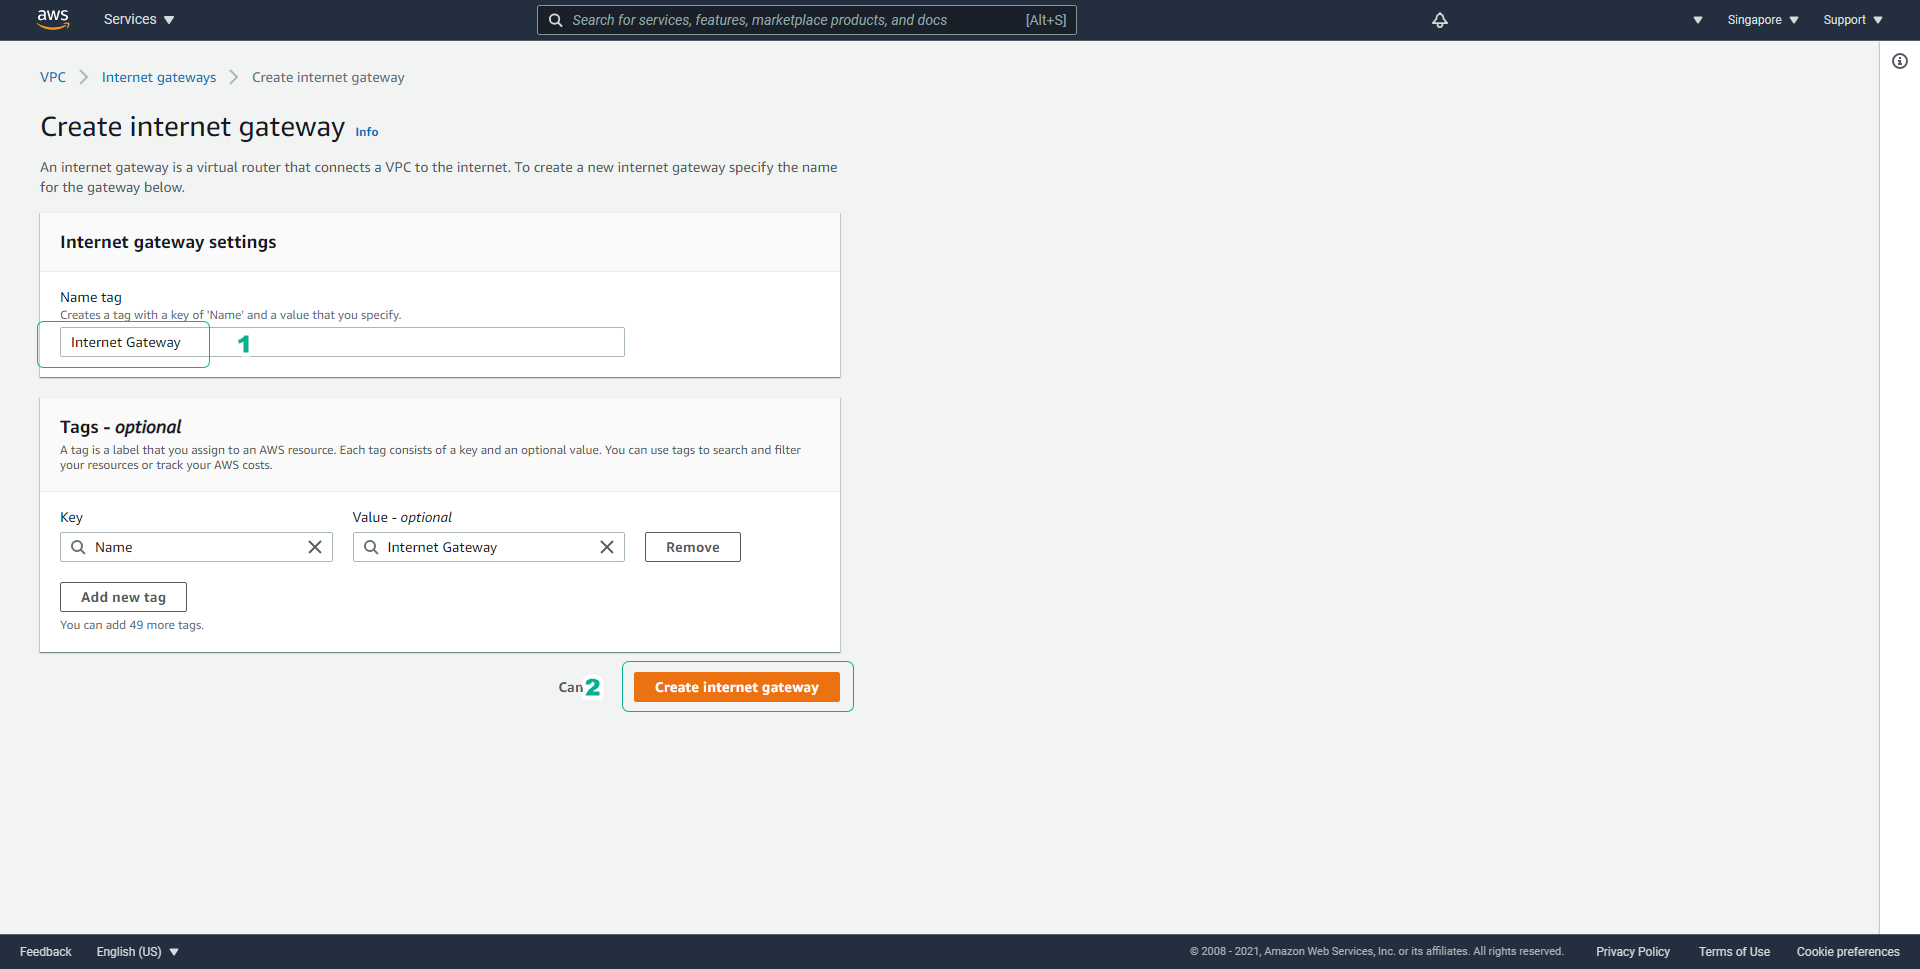 aws Services Search for services, features, marketplace products, and docs [Alt+S] Singapore Support
VPC Internet gateways Create internet gateway
Create internet gateway Info
An internet gateway is a virtual router that connects a VPC to the internet. To create a new internet gateway specify the name
for the gateway below.
Internet gateway settings
Name tag
Creates a tag with a key of 'Name' and a value that you specify.
Internet Gateway 1
Tags - optional
A tag is a label that you assign to an AWS resource. Each tag consists of a key and an optional value. You can use tags to search and filter
your resources or track your AWS costs.
Key Value - optional
Name Internet Gateway Remove
Add new tag
You can add 49 more tags.
Can 2 Create internet gateway
Feedback English (US) © 2008 - 2021, Amazon Web Services, Inc. or its affiliates. All rights reserved. Privacy Policy Terms of Use Cookie preferences